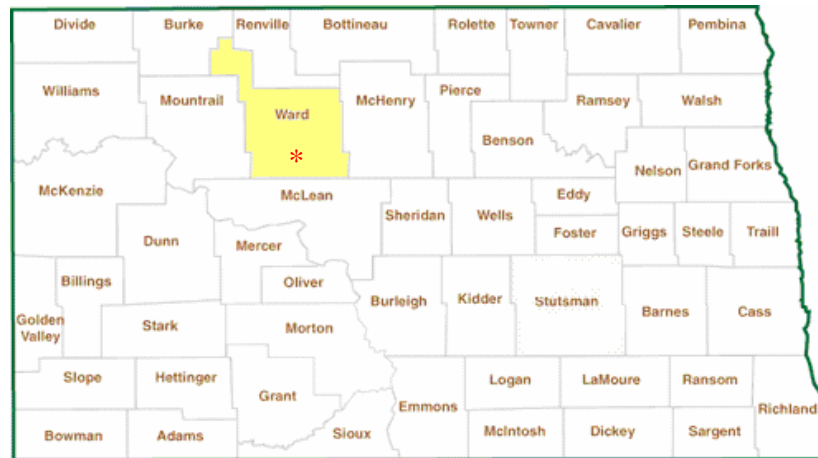 Divide Burke Renville Bottineau Rolette Towner Cavalier Pembina
Williams Mountrail Ward McHenry Pierce Ramsey Walsh
Benson
McKenzie Nelson Grand Forks
McLean Sheridan Wells Eddy
Dunn Mercer Foster Griggs Steele Traill
Billings Oliver Burleigh Kidder Stutsman Barnes Cass
Golden
Valley
Stark Morton
Slope Hettinger Grant Emmons Logan LaMoure Ransom Richland
Bowman Adams Sioux McIntosh Dickey Sargent
*